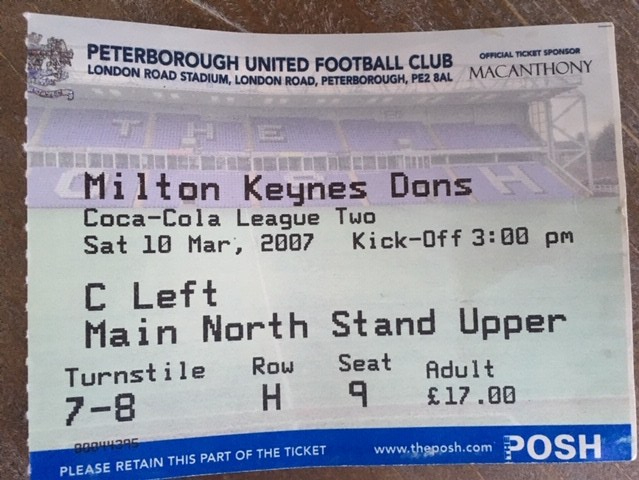 PETERBOROUGH UNITED FOOTBALL CLUB
LONDON ROAD STADIUM, LONDON ROAD, PETERBOROUGH, PE2 8AL
OFFICIAL TICKET SPONSOR
MACANTHONY
THE
Milton Keynes Dons
Coca-Cola League Two
Sat 10 Mar, 2007 Kick-Off 3:00 pm
C Left
Main North Stand Upper
Turnstile Row Seat Adult
7-8 H 9 £17.00
00044395
PLEASE RETAIN THIS PART OF THE TICKET www.theposh.com THE POSH